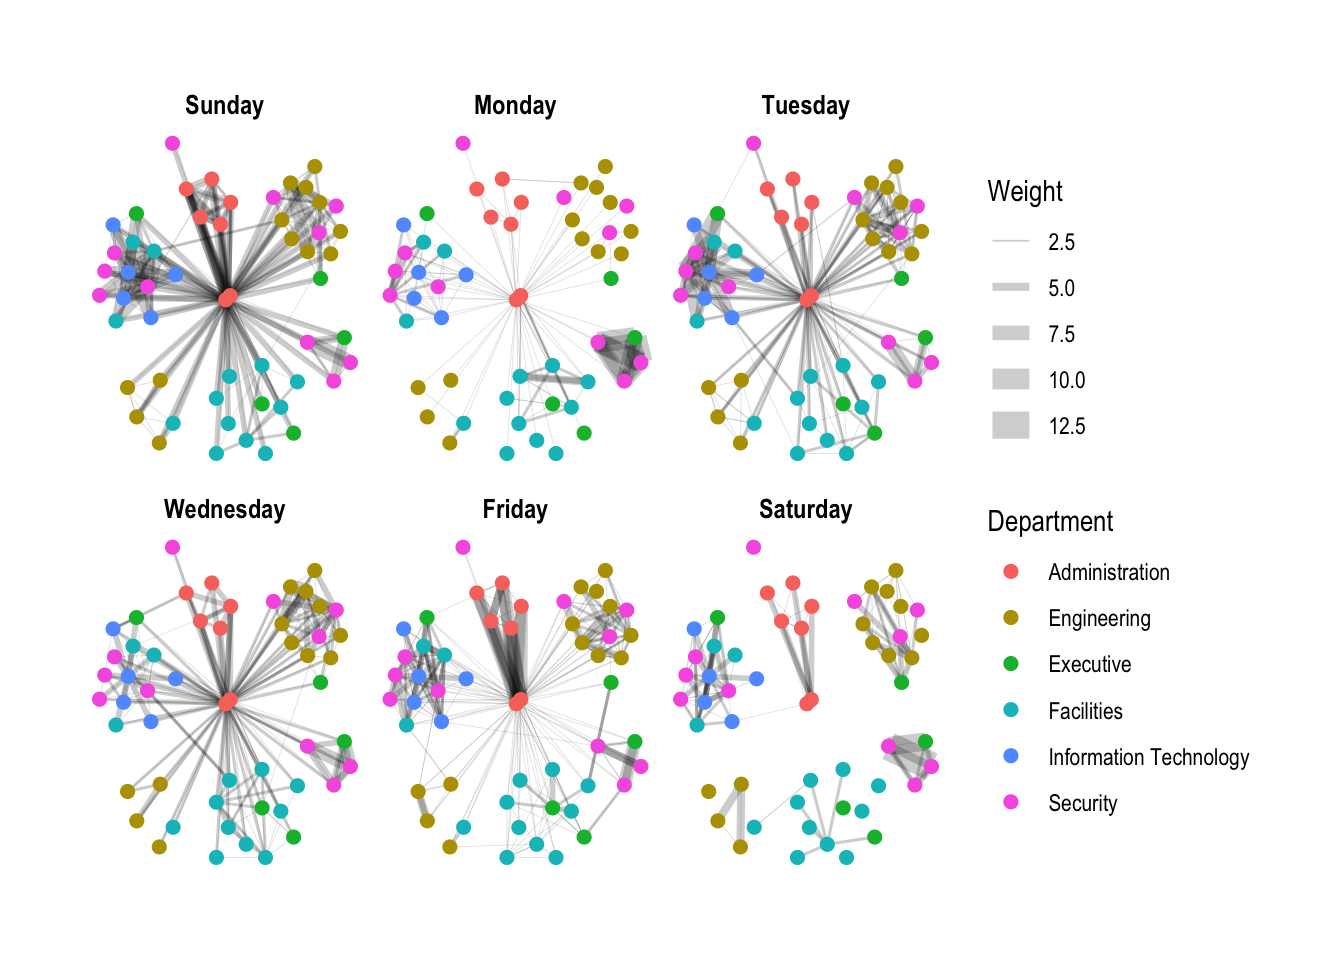 Sunday
Monday
Tuesday
Wednesday
Friday
Saturday
Weight
2.5
5.0
7.5
10.0
12.5
Department
Administration
Engineering
Executive
Facilities
Information Technology
Security